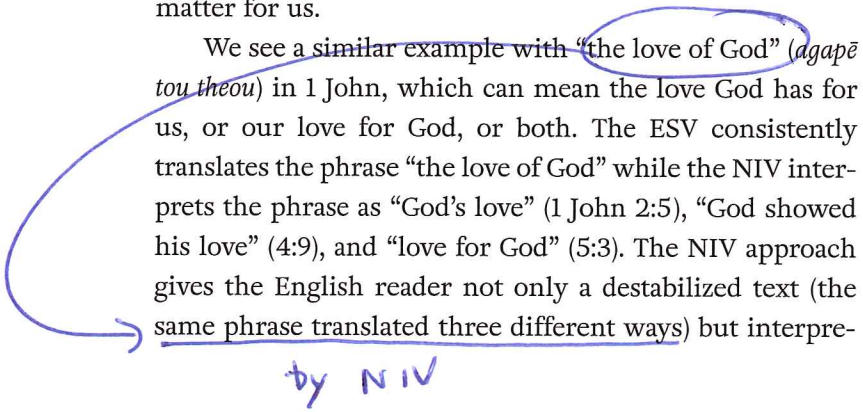 matter for us.
We see a similar example with “the love of God” (agapē
tou theou) in 1 John, which can mean the love God has for
us, or our love for God, or both. The ESV consistently
translates the phrase “the love of God” while the NIV inter-
prets the phrase as “God’s love” (1 John 2:5), “God showed
his love” (4:9), and “love for God” (5:3). The NIV approach
gives the English reader not only a destabilized text (the
same phrase translated three different ways) but interpre-
by NIV